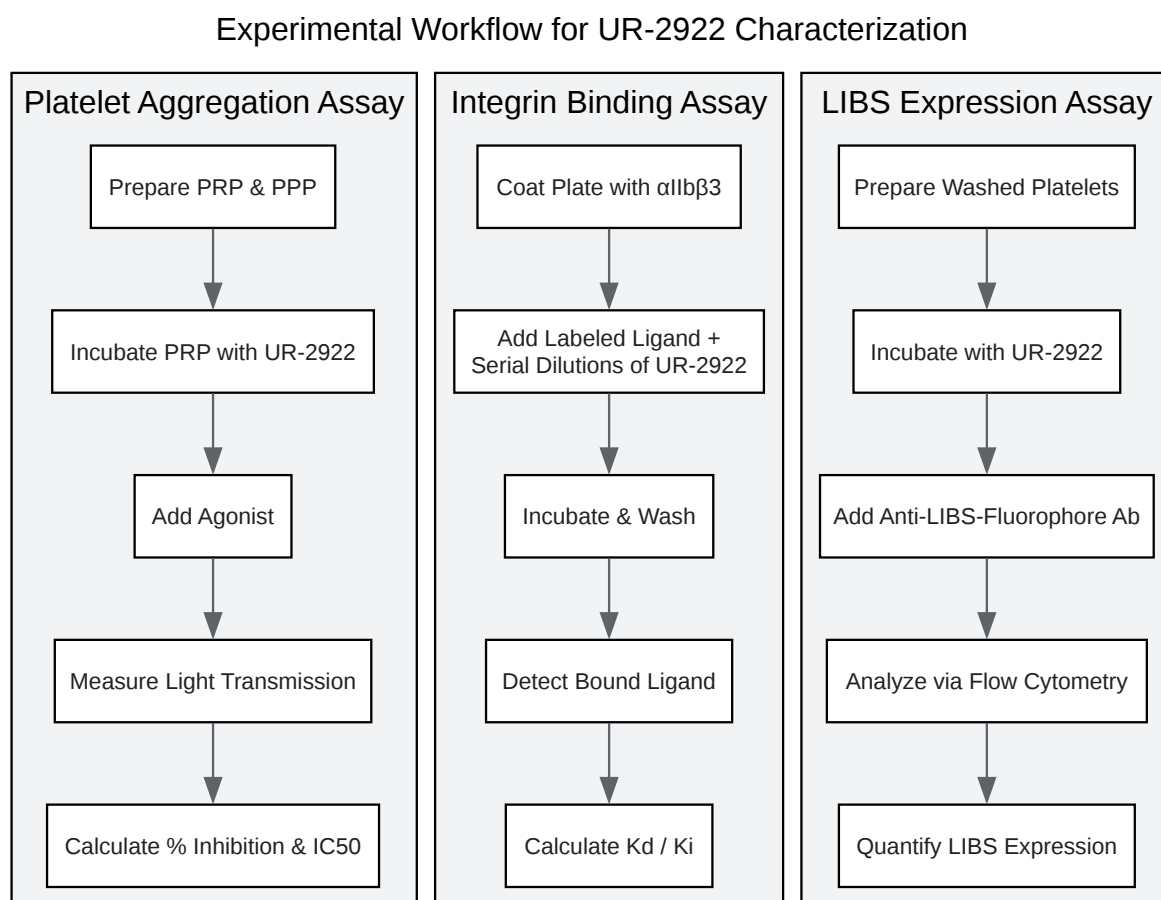 Experimental Workflow for UR-2922 Characterization
Platelet Aggregation Assay
Prepare PRP & PPP
Incubate PRP with UR-2922
Add Agonist
Measure Light Transmission
Calculate % Inhibition & IC50
Integrin Binding Assay
Coat Plate with αIIbβ3
Add Labeled Ligand +
Serial Dilutions of UR-2922
Incubate & Wash
Detect Bound Ligand
Calculate Kd / Ki
LIBS Expression Assay
Prepare Washed Platelets
Incubate with UR-2922
Add Anti-LIBS-Fluorophore Ab
Analyze via Flow Cytometry
Quantify LIBS Expression